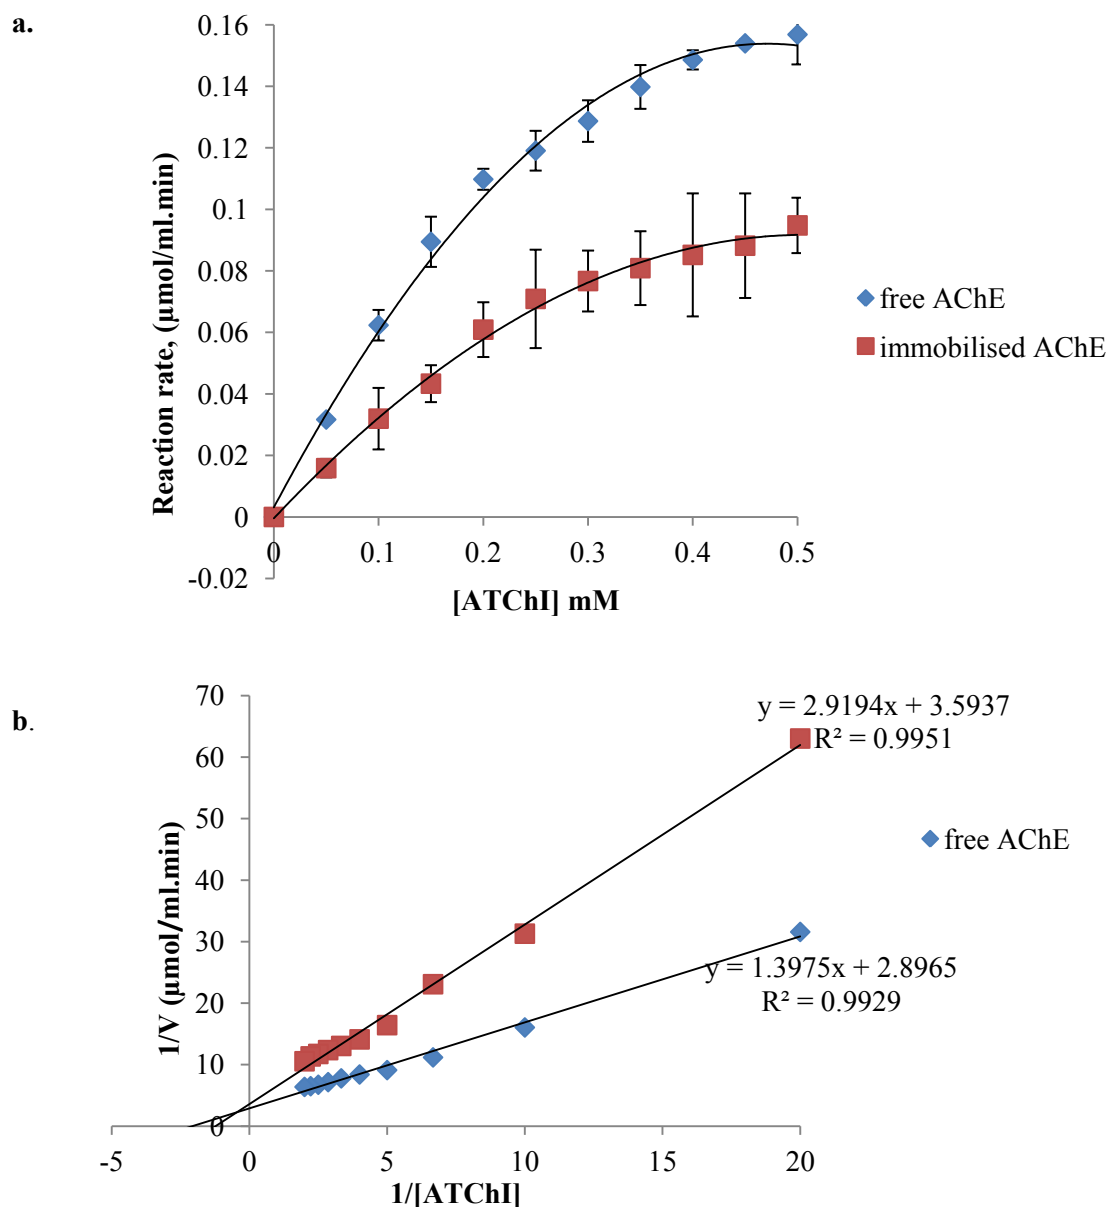 a.
0.16
0.14
0.12
0.1
0.08
0.06
0.04
0.02
0
-0.02
Reaction rate, (µmol/ml.min)
0 0.1 0.2 0.3 0.4 0.5
[ATChI] mM
free AChE
immobilised AChE
b.
70
60
50
40
30
20
10
0
1/V (µmol/ml.min)
y = 2.9194x + 3.5937
R² = 0.9951
free AChE
y = 1.3975x + 2.8965
R² = 0.9929
-5 0 5 10 15 20
1/[ATChI]